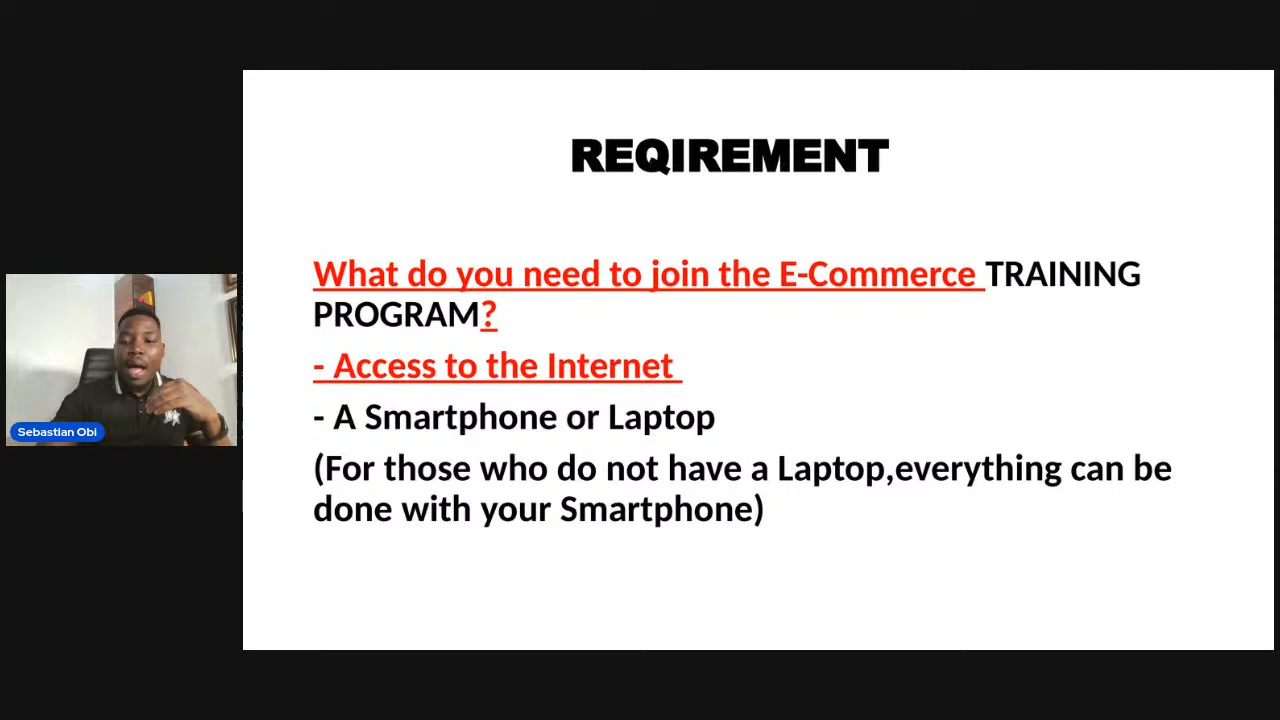 REQIREMENT
What do you need to join the E-Commerce TRAINING
PROGRAM?
- Access to the Internet
- A Smartphone or Laptop
(For those who do not have a Laptop,everything can be
done with your Smartphone)
Sebastian Obi